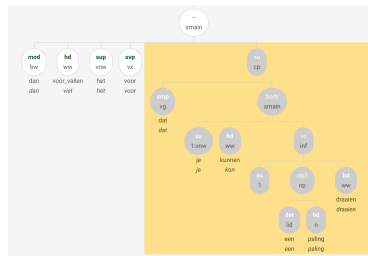 --
smain
mod hd sup svp su
bw ww vnw vz cp
dan voor_vallen het voor
dan viel het voor
cmp body
vg smain
dat
dat
su hd vc
1:vnw ww inf
je kunnen
je kon
su obj1 hd
1 np ww
draaien
draaien
det hd
lid n
een paling
een paling